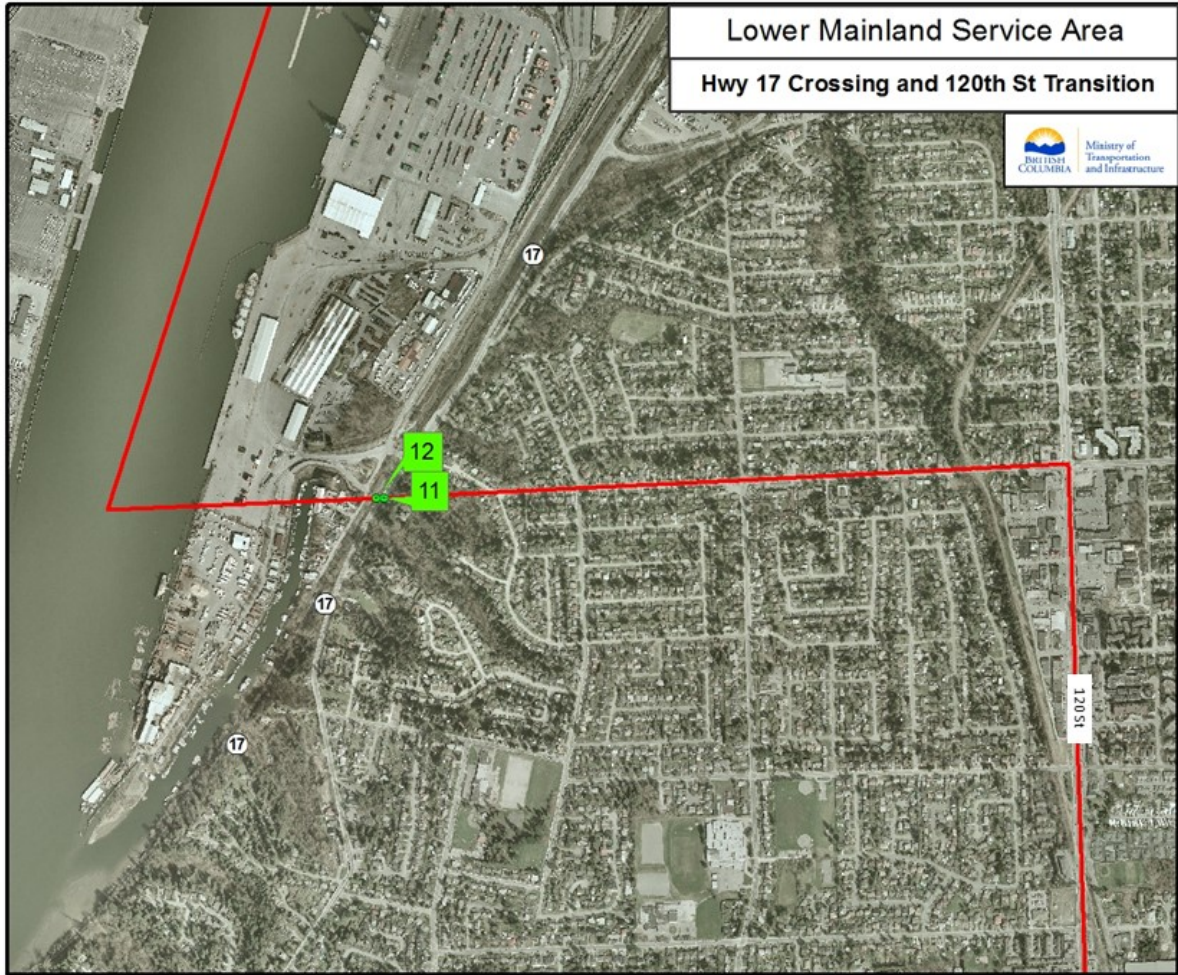 Lower Mainland Service Area
Hwy 17 Crossing and 120th St Transition
BRITISH
COLUMBIA
Ministry of
Transportation
and Infrastructure
17
12
11
17
120 St
17